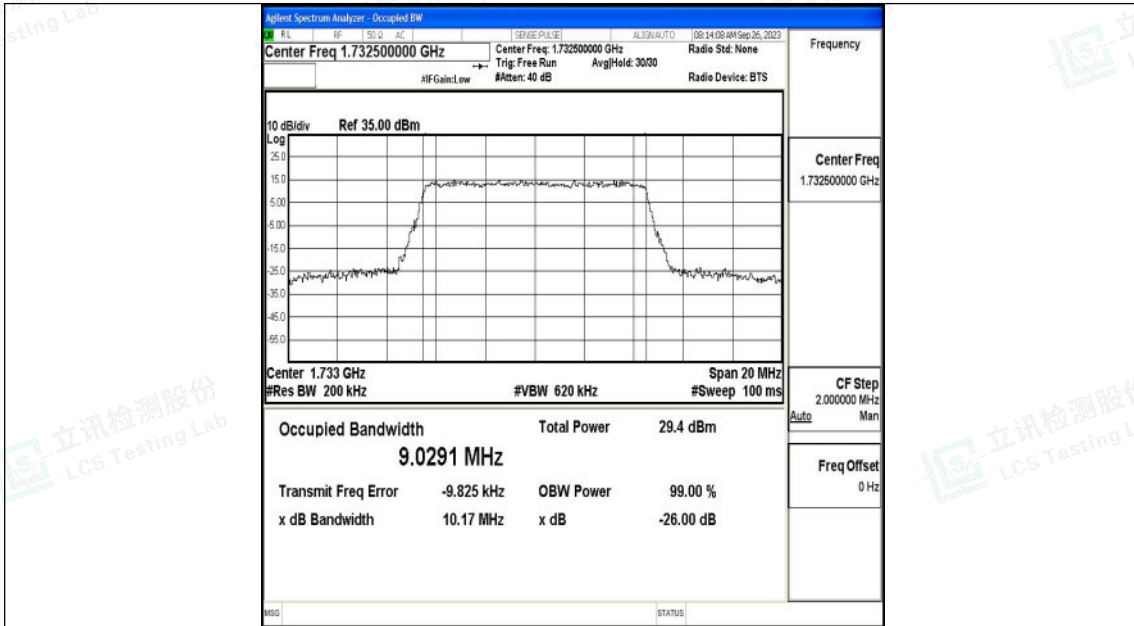 Agilent Spectrum Analyzer - Occupied BW
RL RF 50 Ω AC SENSE:PULSE ALIGNAUTO 08:14:08 AM Sep 26, 2023
Center Freq 1.732500000 GHz
Center Freq: 1.732500000 GHz
Radio Std: None
Trig: Free Run Avg|Hold: 30/30
#IFGain:Low
#Atten: 40 dB
Radio Device: BTS
10 dB/div Ref 35.00 dBm
Log
25.0
15.0
5.00
-5.00
-15.0
-25.0
-35.0
-45.0
-55.0
Center 1.733 GHz Span 20 MHz
#Res BW 200 kHz #VBW 620 kHz #Sweep 100 ms
Occupied Bandwidth Total Power 29.4 dBm
9.0291 MHz
Transmit Freq Error -9.825 kHz OBW Power 99.00 %
x dB Bandwidth 10.17 MHz x dB -26.00 dB
MSG STATUS
Frequency
Center Freq
1.732500000 GHz
CF Step
2.000000 MHz
Auto Man
Freq Offset
0 Hz
sting Lab
立讯检测股份
LCS Testing Lab
立讯检测股份
LCS Testing L